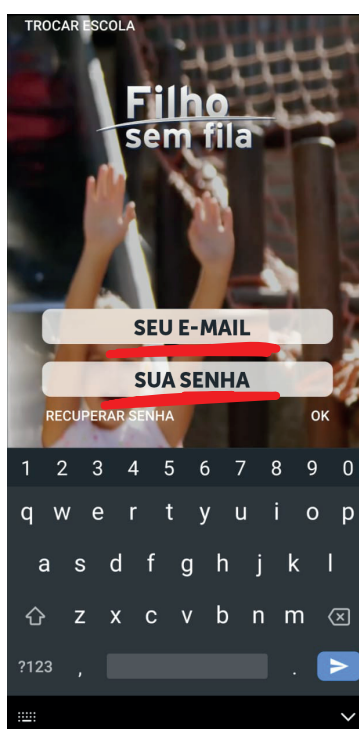 TROCAR ESCOLA
Filho
sem fila
SEU E-MAIL
SUA SENHA
RECUPERAR SENHA OK
1 2 3 4 5 6 7 8 9 0
q w e r t y u i o p
a s d f g h j k l
z x c v b n m
?123 , .